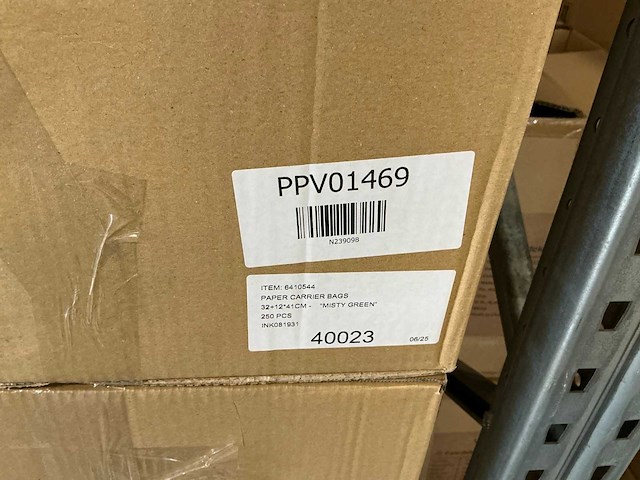 PPV01469
N239098
ITEM: 6410544
PAPER CARRIER BAGS
32+12*41CM - "MISTY GREEN"
250 PCS
INK081931
40023 06/25